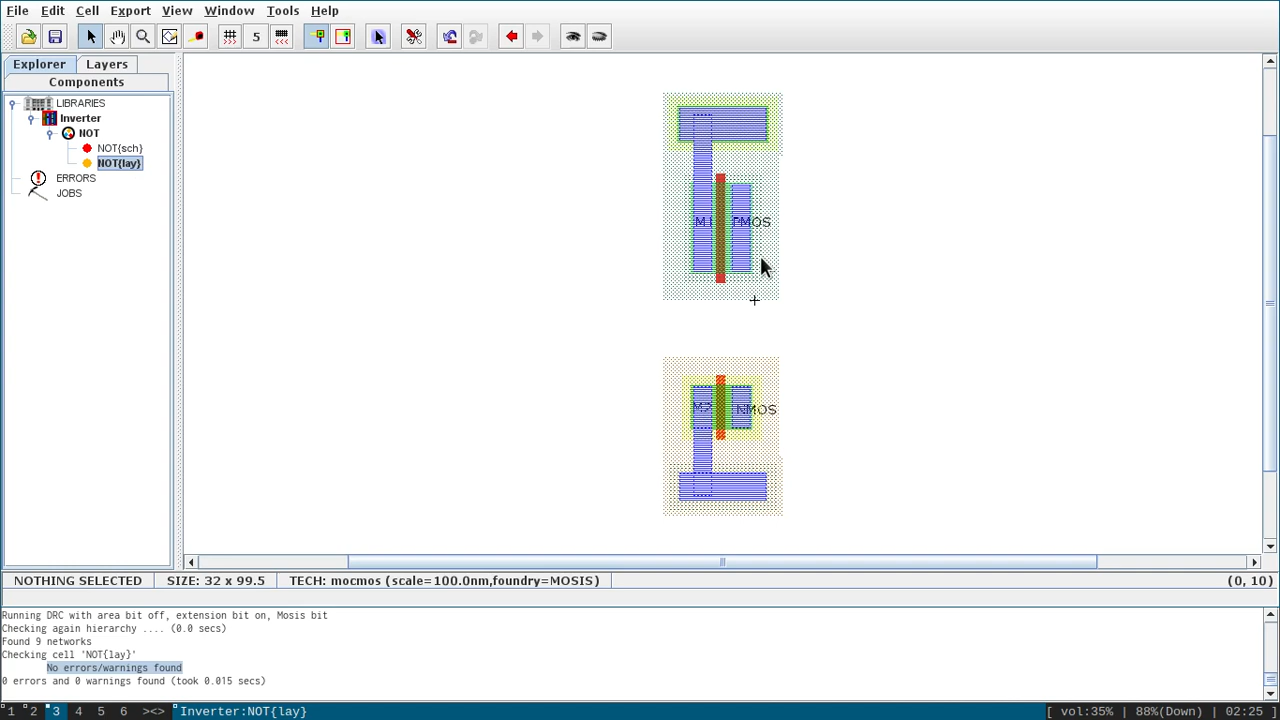 File Edit Cell Export View Window Tools Help
5
Explorer Layers
Components
LIBRARIES
Inverter
NOT
NOT{sch}
NOT{lay}
ERRORS
JOBS
PMOS
NMOS
NOTHING SELECTED SIZE: 32 x 99.5 TECH: mocmos (scale=100.0nm,foundry=MOSIS) (0, 10)
Running DRC with area bit off, extension bit on, Mosis bit
Checking again hierarchy .... (0.0 secs)
Found 9 networks
Checking cell 'NOT{lay}'
No errors/warnings found
0 errors and 0 warnings found (took 0.015 secs)
1 2 3 4 5 6 ><> Inverter:NOT{lay} [ vol:35% | 88%(Down) | 02:25 ]